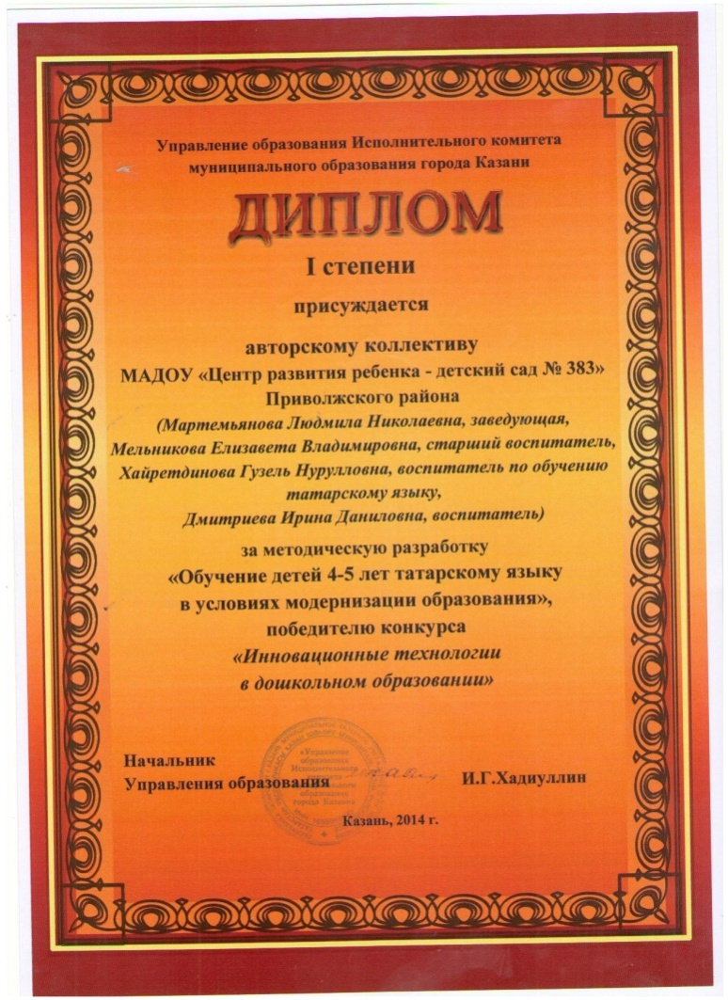 Управление образования Исполнительного комитета
муниципального образования города Казани
ДИПЛОМ
I степени
присуждается
авторскому коллективу
МАДОУ «Центр развития ребенка - детский сад № 383»
Приволжского района
(Мартемьянова Людмила Николаевна, заведующая,
Мельникова Елизавета Владимировна, старший воспитатель,
Хайретдинова Гузель Нурулловна, воспитатель по обучению
татарскому языку,
Дмитриева Ирина Даниловна, воспитатель)
за методическую разработку
«Обучение детей 4-5 лет татарскому языку
в условиях модернизации образования»,
победителю конкурса
«Инновационные технологии
в дошкольном образовании»
«Управление
образования
Исполнительного
комитета
образования
города Казани
Начальник
Управления образования
И.Г.Хадиуллин
Казань, 2014 г.